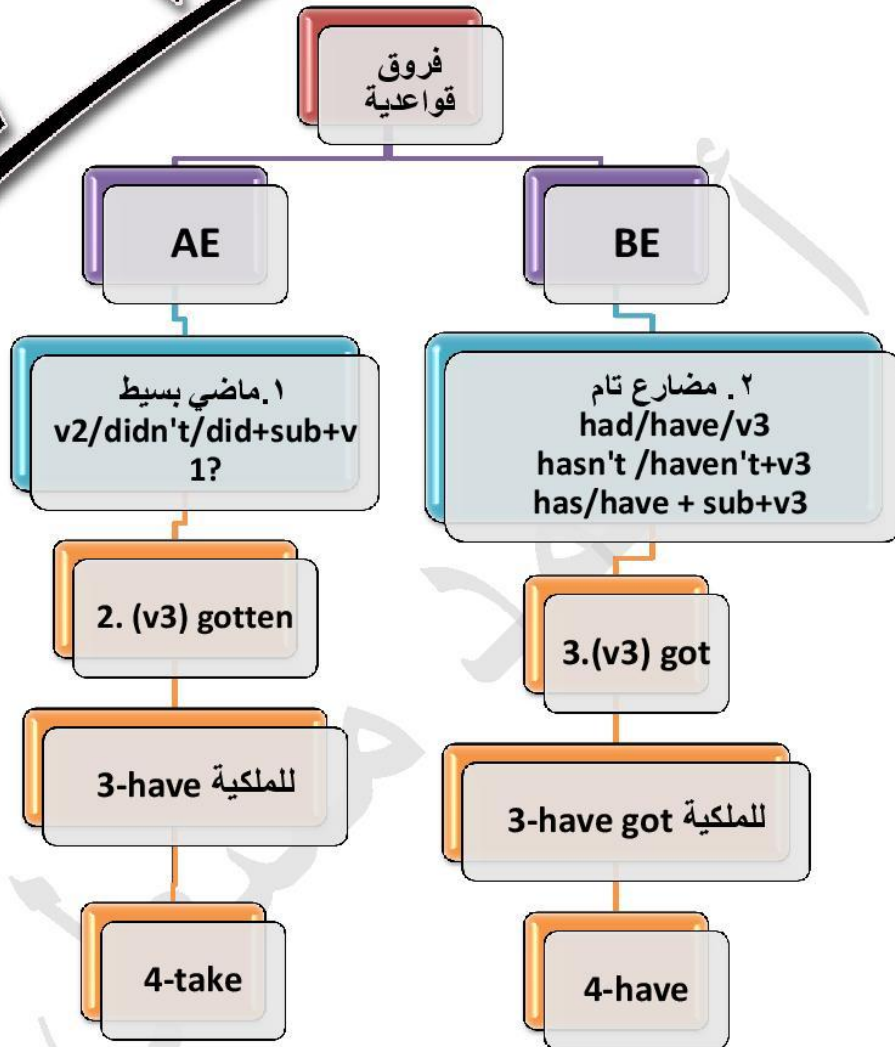 فروق
قواعدية
AE
BE
١.ماضي بسيط
v2/didn't/did+sub+v
1?
٢. مضارع تام
had/have/v3
hasn't /haven't+v3
has/have + sub+v3
2. (v3) gotten
3.(v3) got
3-have للملكية
3-have got للملكية
4-take
4-have